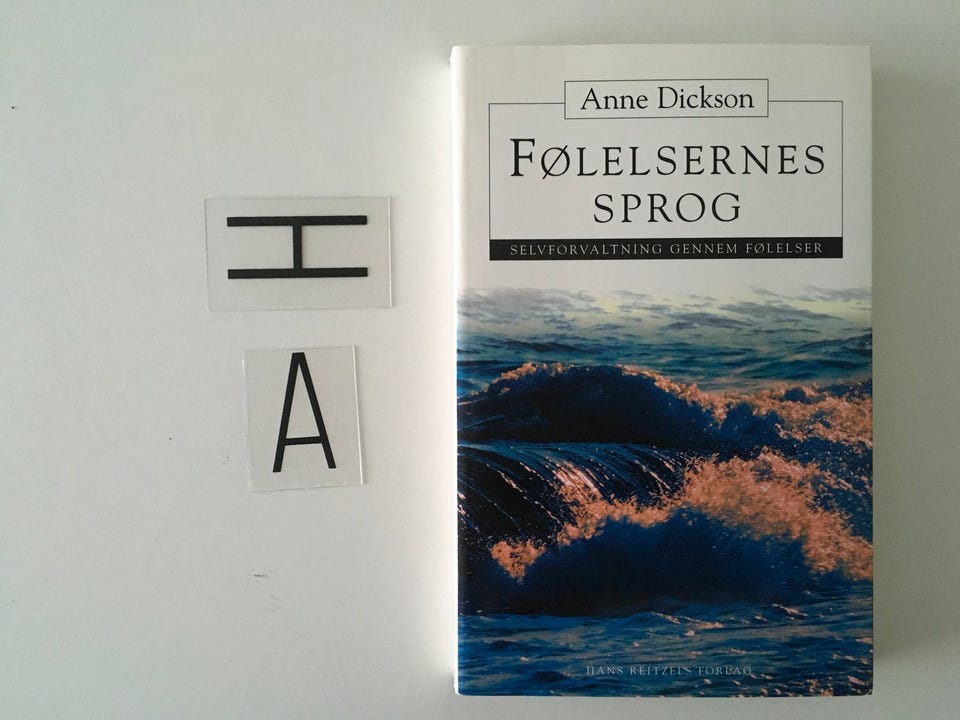 H
A
Anne Dickson
FØLELSERNES
SPROG
SELVFORVALTNING GENNEM FØLELSER
HANS REITZELS FORLAG